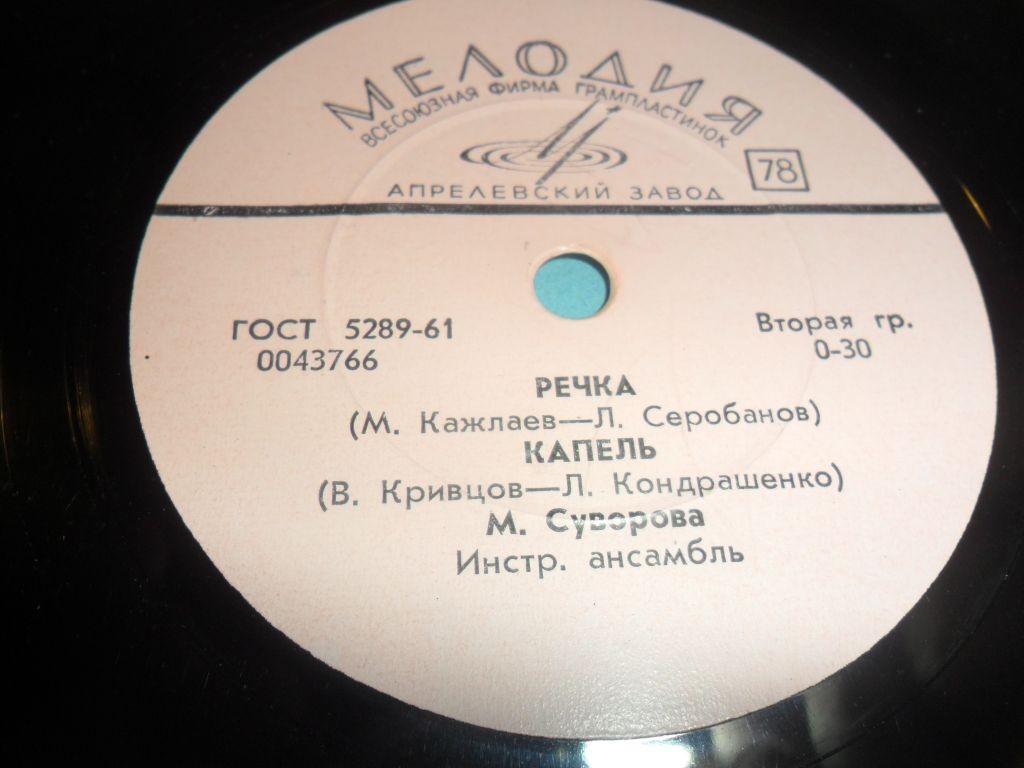 МЕЛОДИЯ
ВСЕСОЮЗНАЯ ФИРМА ГРАМПЛАСТИНОК
78
АПРЕЛЕВСКИЙ ЗАВОД
ГОСТ 5289-61
0043766
Вторая гр.
0-30
РЕЧКА
(М. Кажлаев—Л. Серобанов)
КАПЕЛЬ
(В. Кривцов—Л. Кондрашенко)
М. Суворова
Инстр. ансамбль